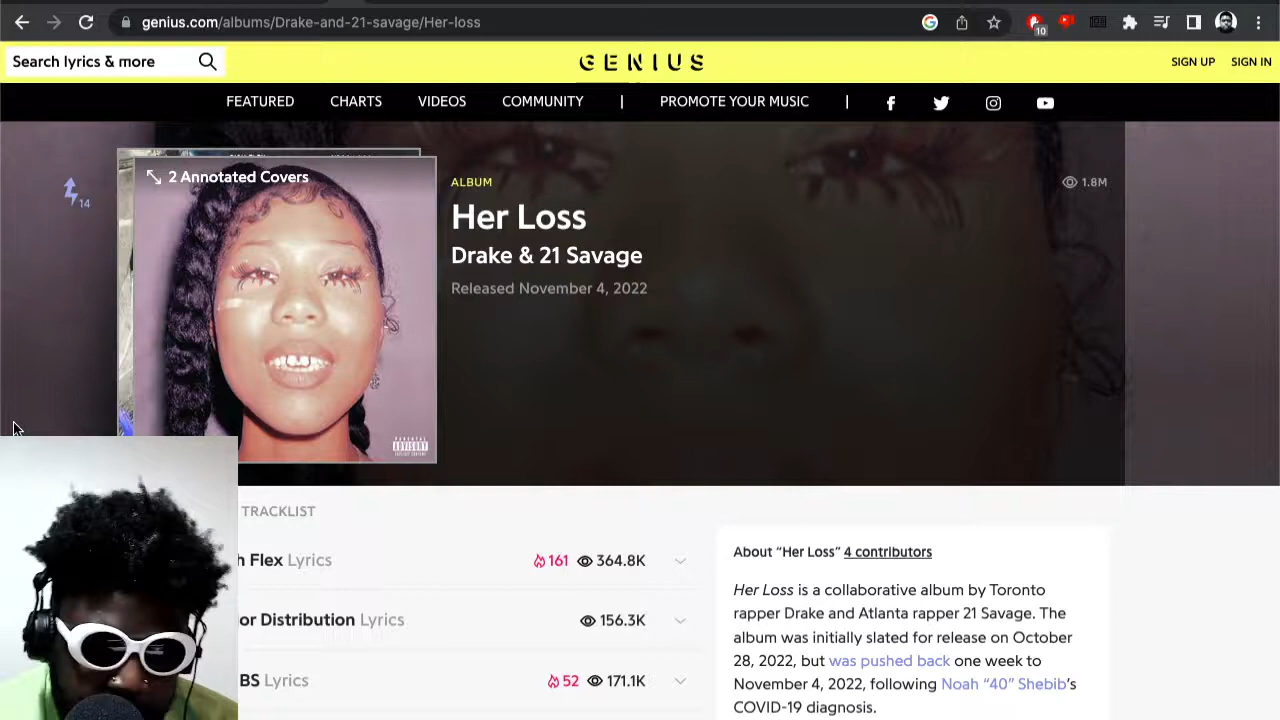 genius.com/albums/Drake-and-21-savage/Her-loss
10
Search lyrics & more
GENIUS
SIGN UP
SIGN IN
FEATURED
CHARTS
VIDEOS
COMMUNITY
|
PROMOTE YOUR MUSIC
|
2 Annotated Covers
14
PARENTAL
ADVISORY
EXPLICIT CONTENT
ALBUM
1.8M
Her Loss
Drake & 21 Savage
Released November 4, 2022
TRACKLIST
h Flex Lyrics
161
364.8K
or Distribution Lyrics
156.3K
BS Lyrics
52
171.1K
About “Her Loss” 4 contributors
Her Loss is a collaborative album by Toronto
rapper Drake and Atlanta rapper 21 Savage. The
album was initially slated for release on October
28, 2022, but was pushed back one week to
November 4, 2022, following Noah “40” Shebib’s
COVID-19 diagnosis.